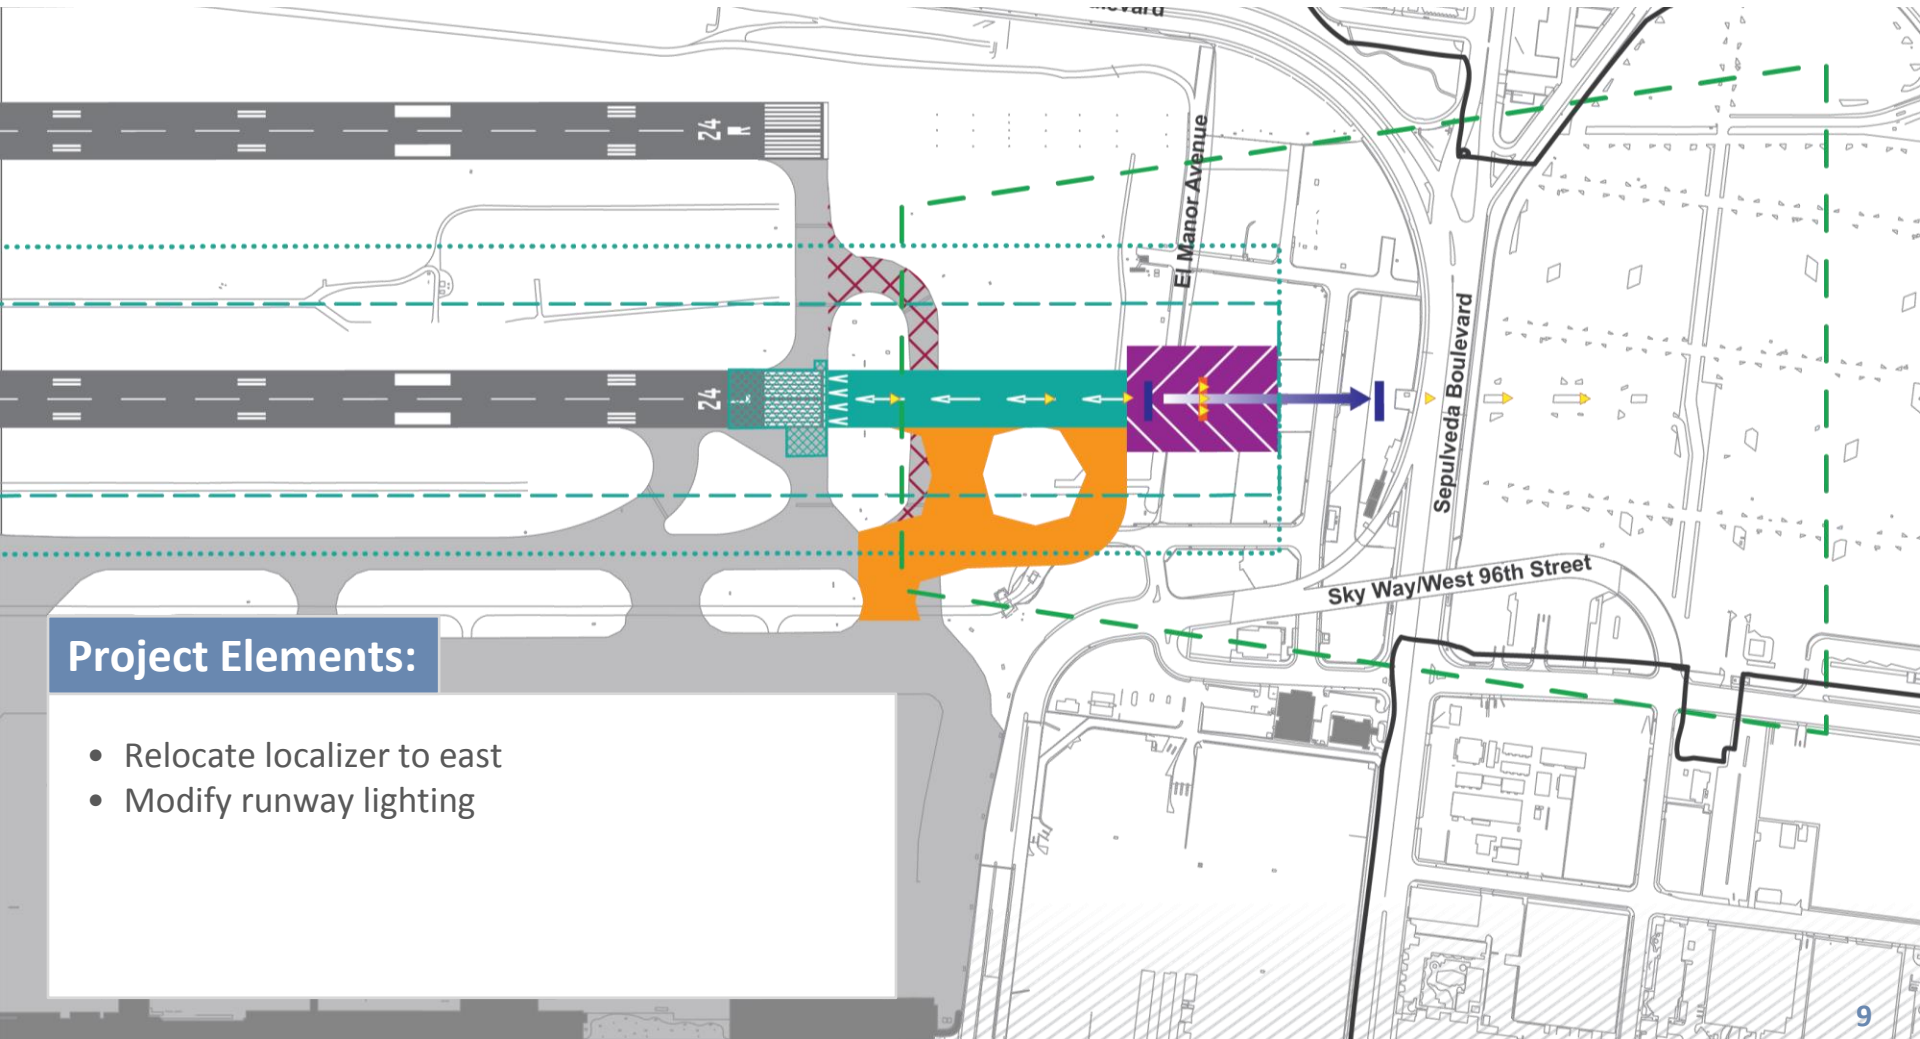 24
El Manor Avenue
24
Sepulveda Boulevard
Sky Way/West 96th Street
Project Elements:
• Relocate localizer to east
• Modify runway lighting
9